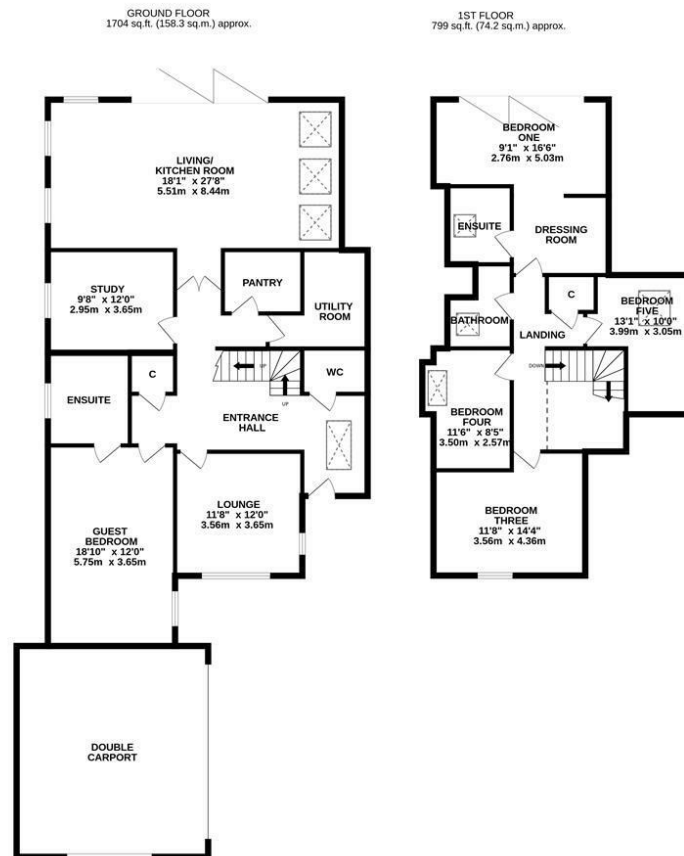 GROUND FLOOR
1704 sq.ft. (158.3 sq.m.) approx.
LIVING/
KITCHEN ROOM
18'1" x 27'8"
5.51m x 8.44m
STUDY
9'8" x 12'0"
2.95m x 3.65m
PANTRY
UTILITY
ROOM
C
ENSUITE
UP
UP
WC
ENTRANCE
HALL
GUEST
BEDROOM
18'10" x 12'0"
5.75m x 3.65m
LOUNGE
11'8" x 12'0"
3.56m x 3.65m
DOUBLE
CARPORT
1ST FLOOR
799 sq.ft. (74.2 sq.m.) approx.
BEDROOM
ONE
9'1" x 16'6"
2.76m x 5.03m
ENSUITE
DRESSING
ROOM
C
BEDROOM
FIVE
13'1" x 10'0"
3.99m x 3.05m
BATHROOM
LANDING
DOWN
BEDROOM
FOUR
11'6" x 8'5"
3.50m x 2.57m
BEDROOM
THREE
11'8" x 14'4"
3.56m x 4.36m